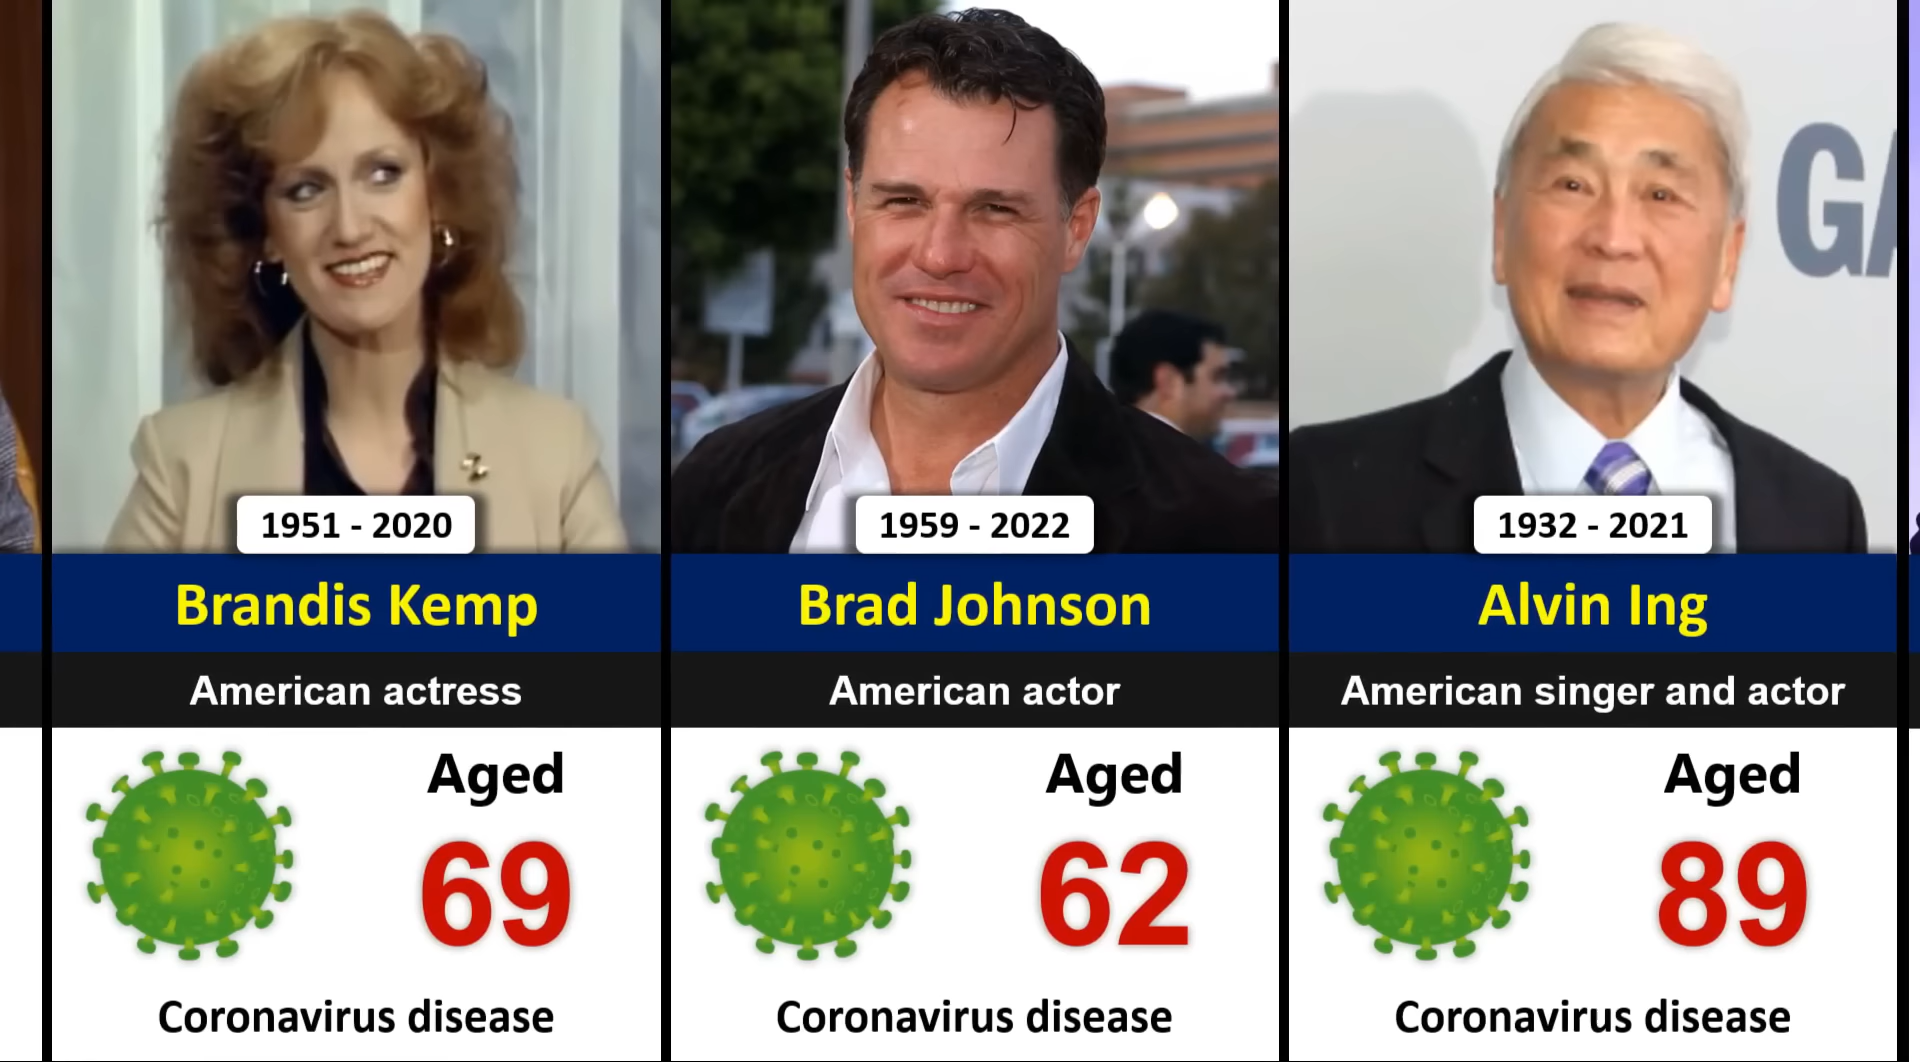 1951 - 2020
Brandis Kemp
American actress
Aged
69
Coronavirus disease
1959 - 2022
Brad Johnson
American actor
Aged
62
Coronavirus disease
GA
1932 - 2021
Alvin Ing
American singer and actor
Aged
89
Coronavirus disease